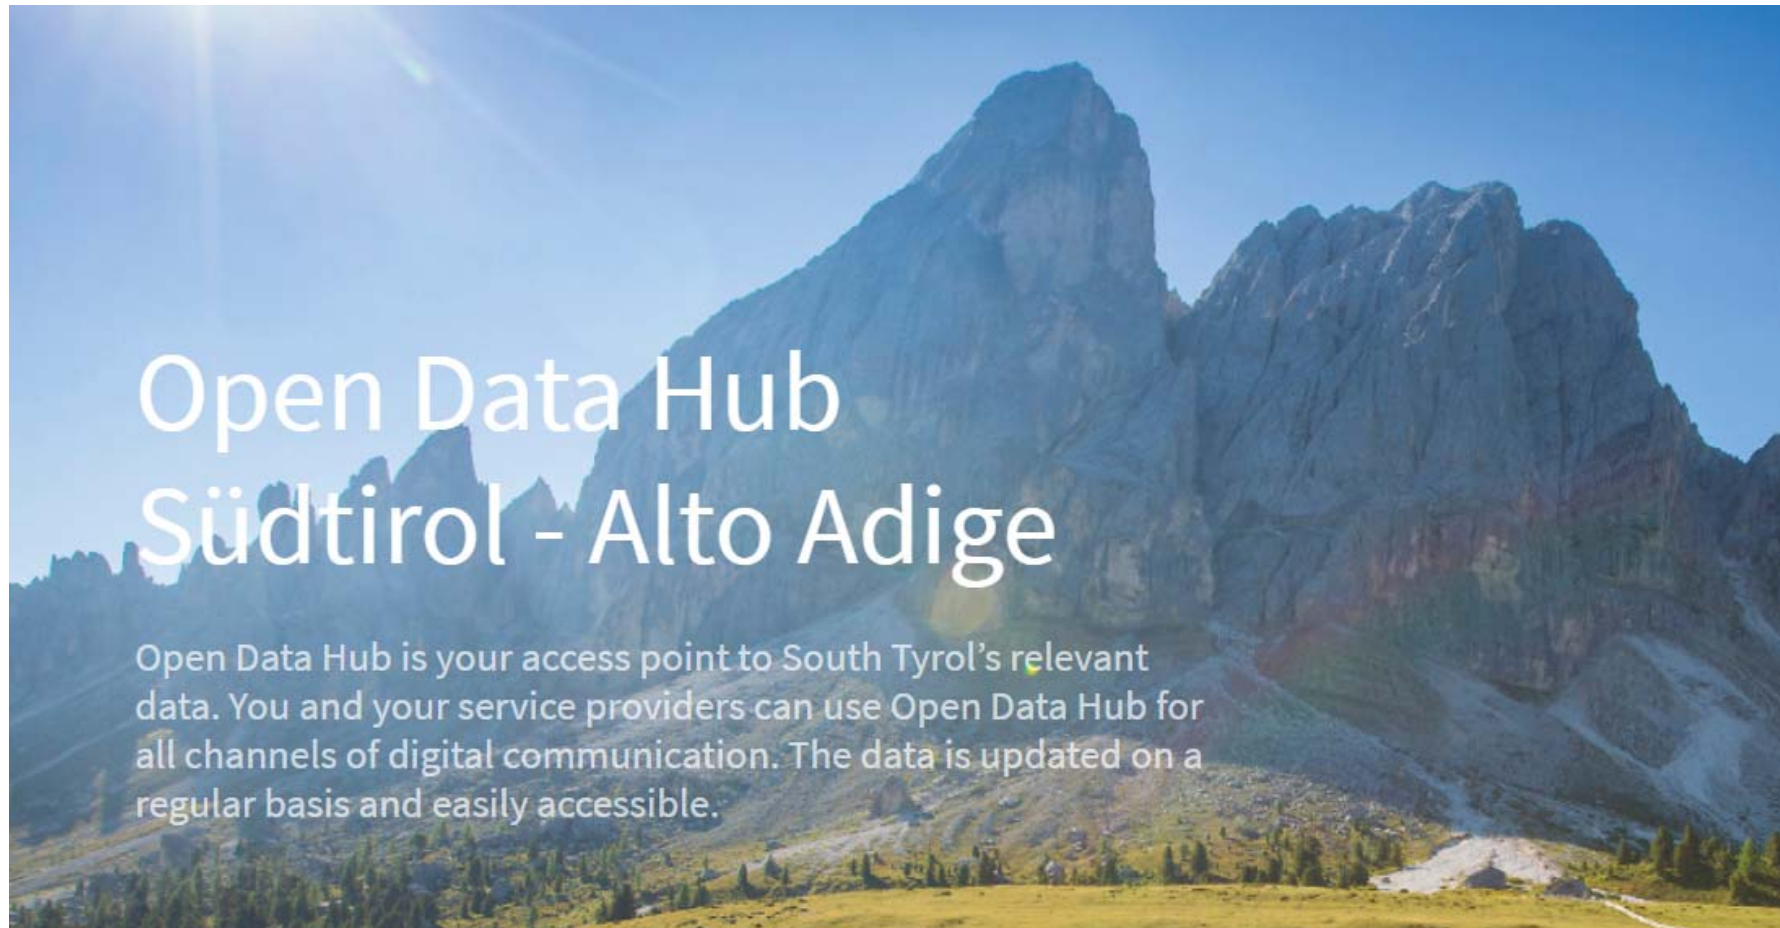 Open Data Hub
Südtirol - Alto Adige
Open Data Hub is your access point to South Tyrol’s relevant
data. You and your service providers can use Open Data Hub for
all channels of digital communication. The data is updated on a
regular basis and easily accessible.